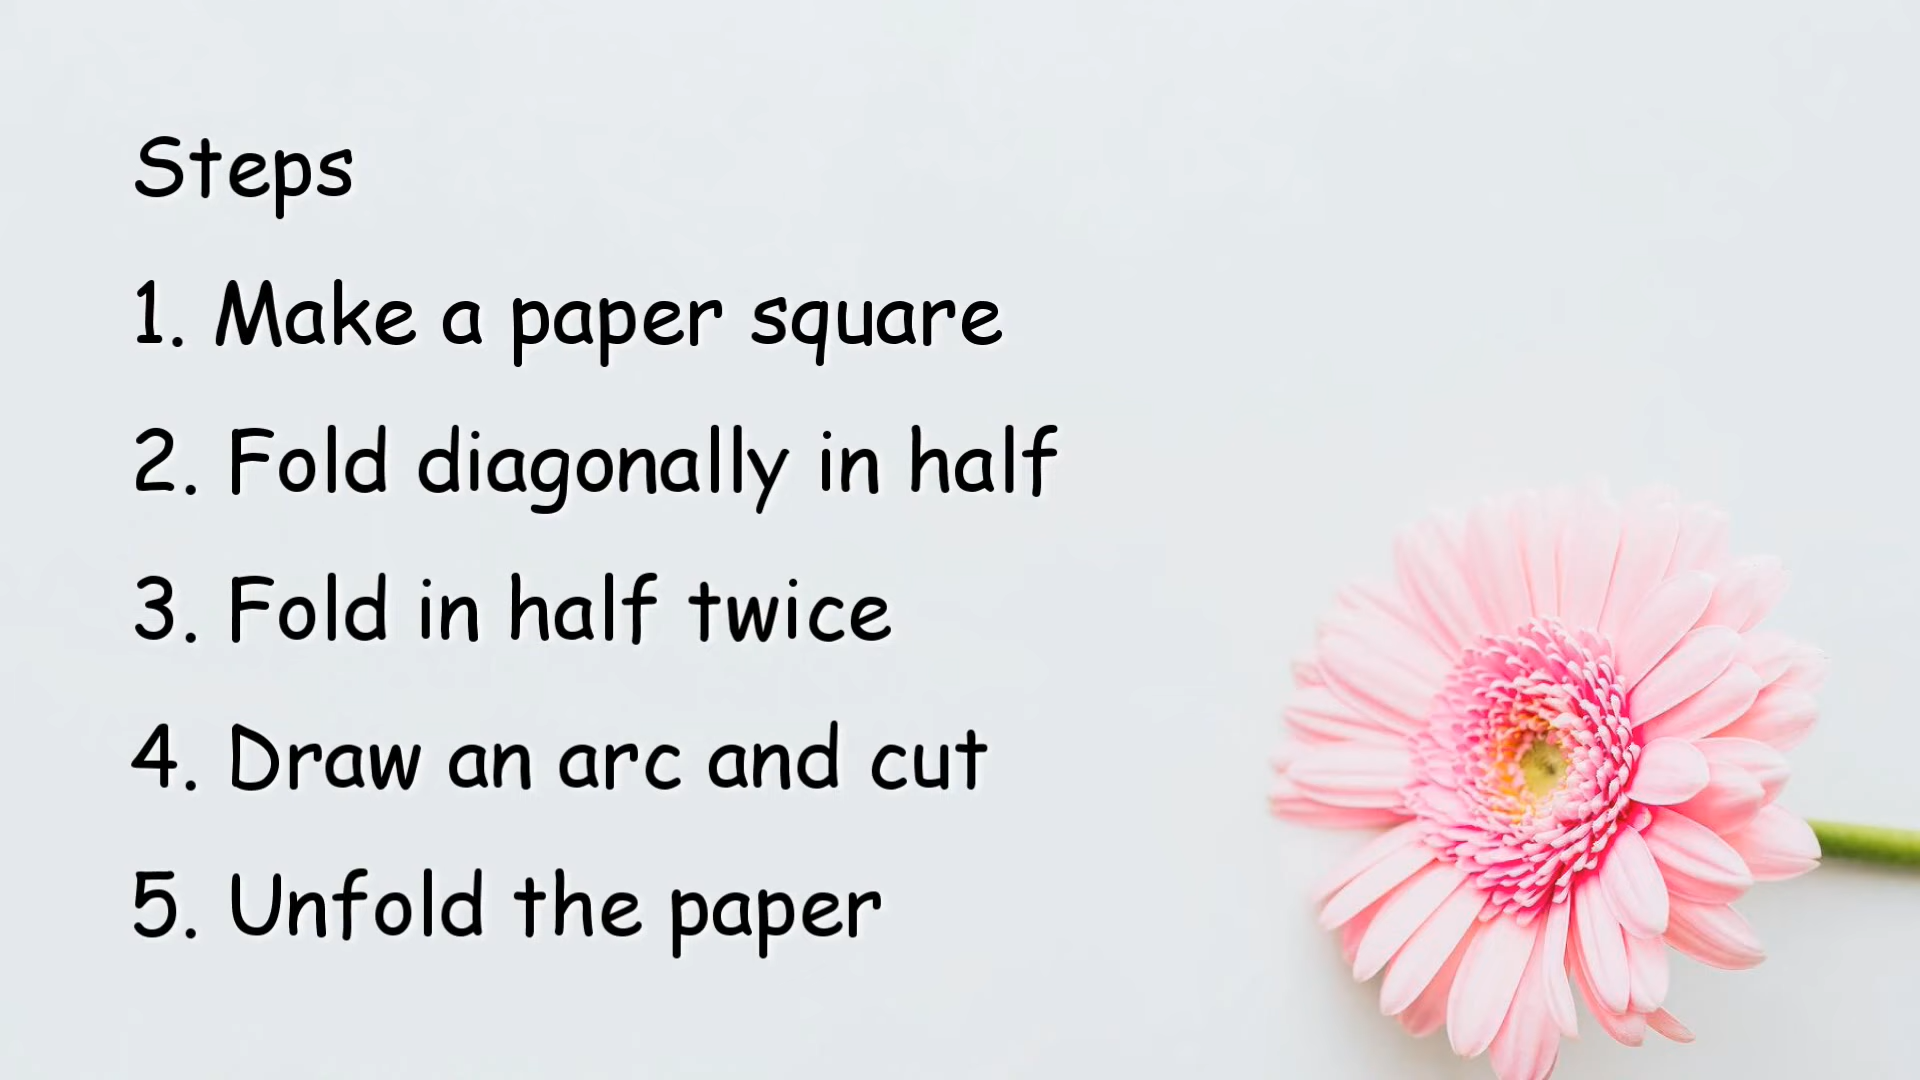 Steps
1. Make a paper square
2. Fold diagonally in half
3. Fold in half twice
4. Draw an arc and cut
5. Unfold the paper